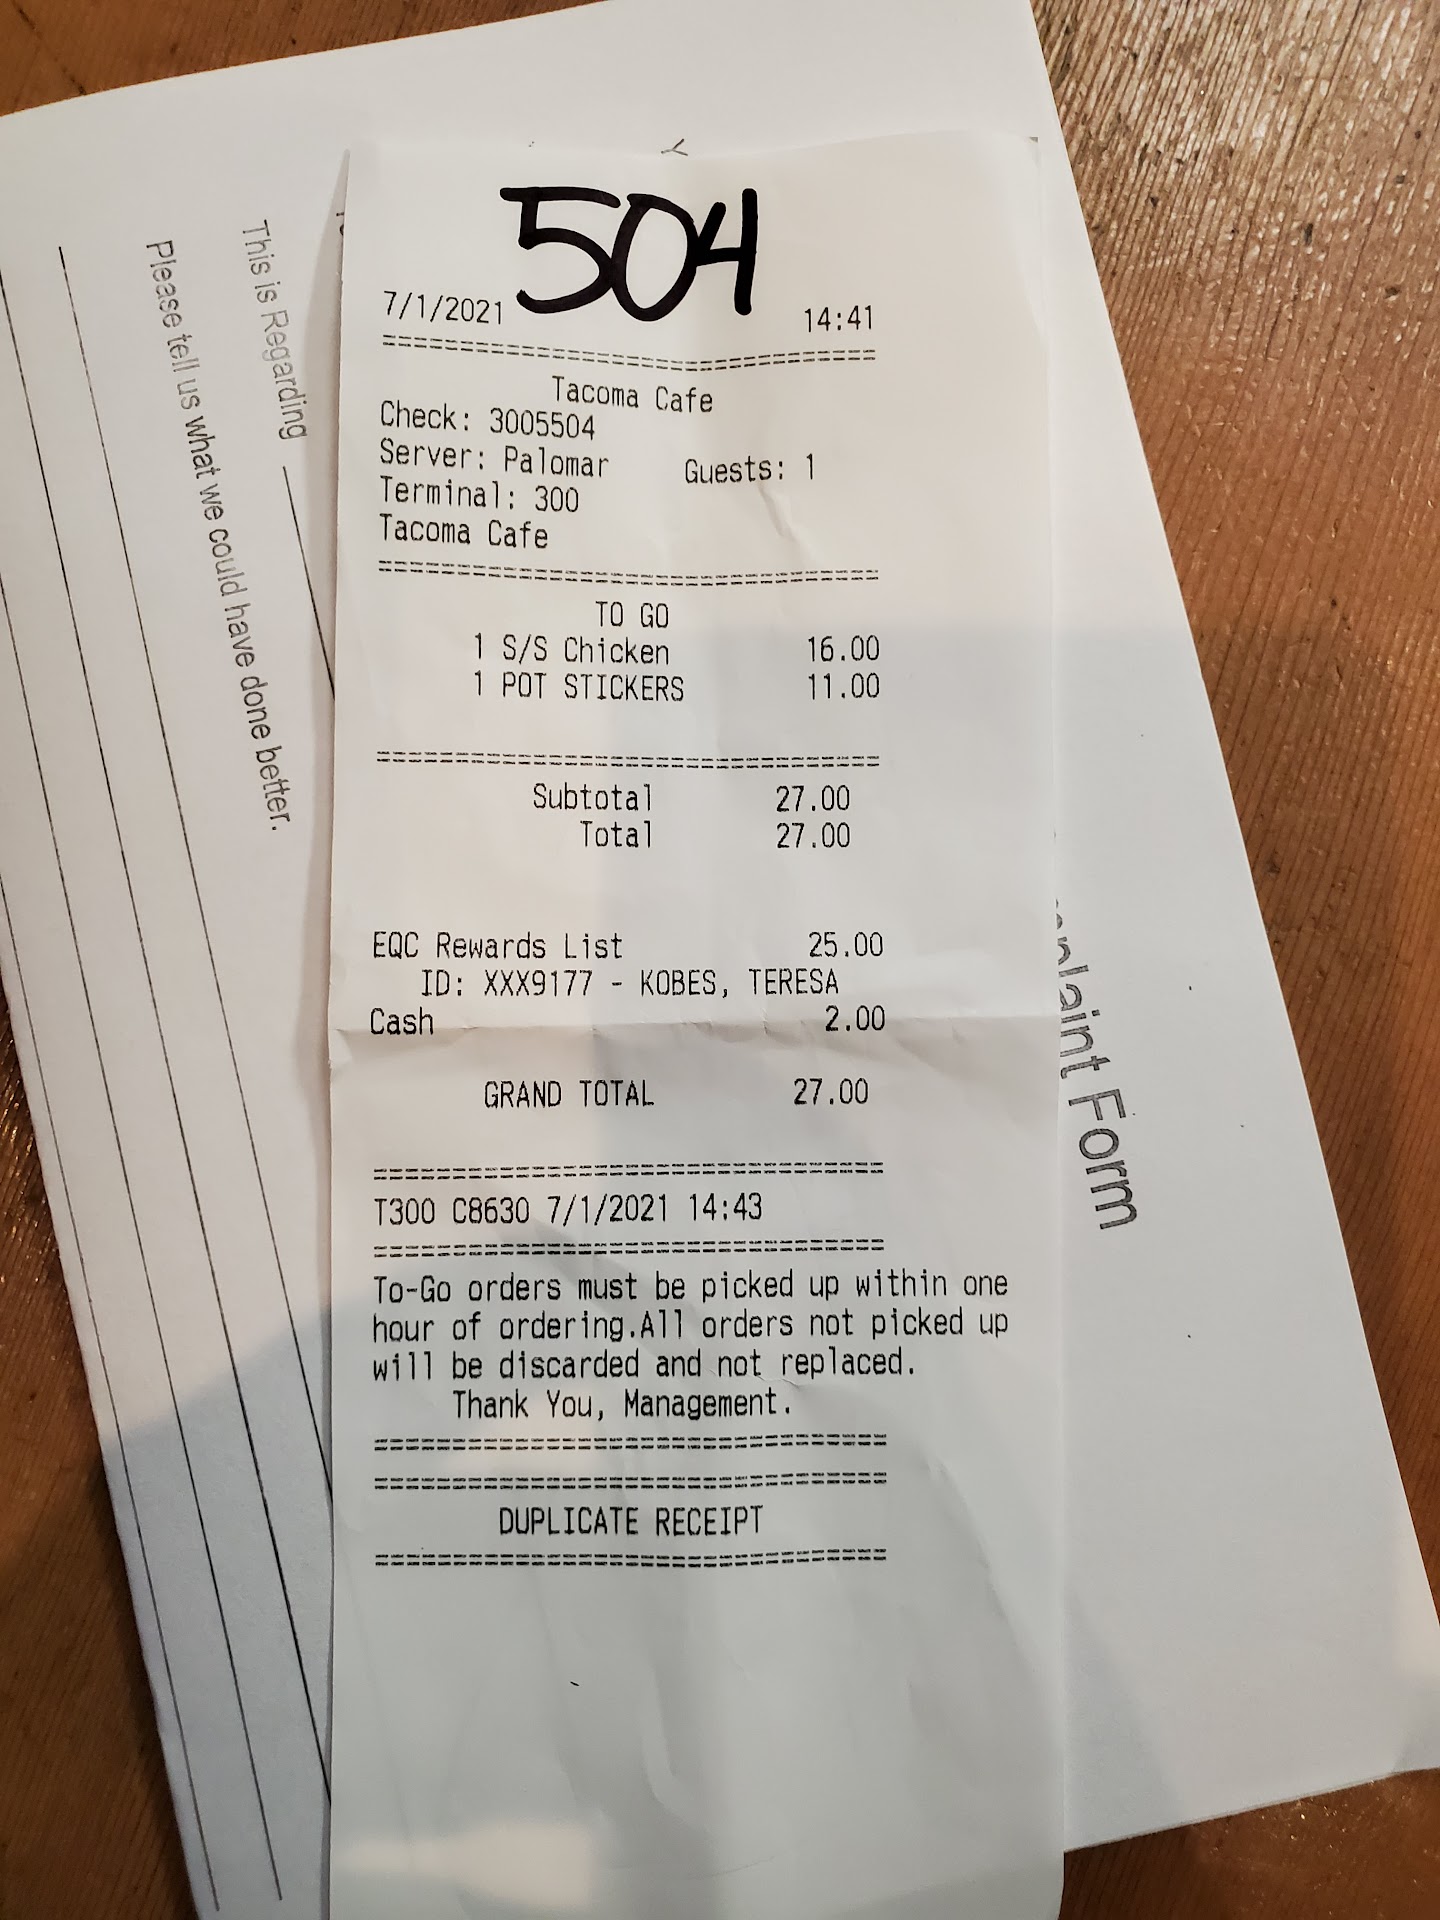 504
7/1/2021 14:41
Tacoma Cafe
Check: 3005504
Server: Palomar Guests: 1
Terminal: 300
Tacoma Cafe
TO GO
1 S/S Chicken 16.00
1 POT STICKERS 11.00
Subtotal 27.00
Total 27.00
EQC Rewards List 25.00
ID: XXX9177 - KOBES, TERESA
Cash 2.00
GRAND TOTAL 27.00
T300 C8630 7/1/2021 14:43
To-Go orders must be picked up within one
hour of ordering.All orders not picked up
will be discarded and not replaced.
Thank You, Management.
DUPLICATE RECEIPT
This is Regarding
Please tell us what we could have done better.
Form